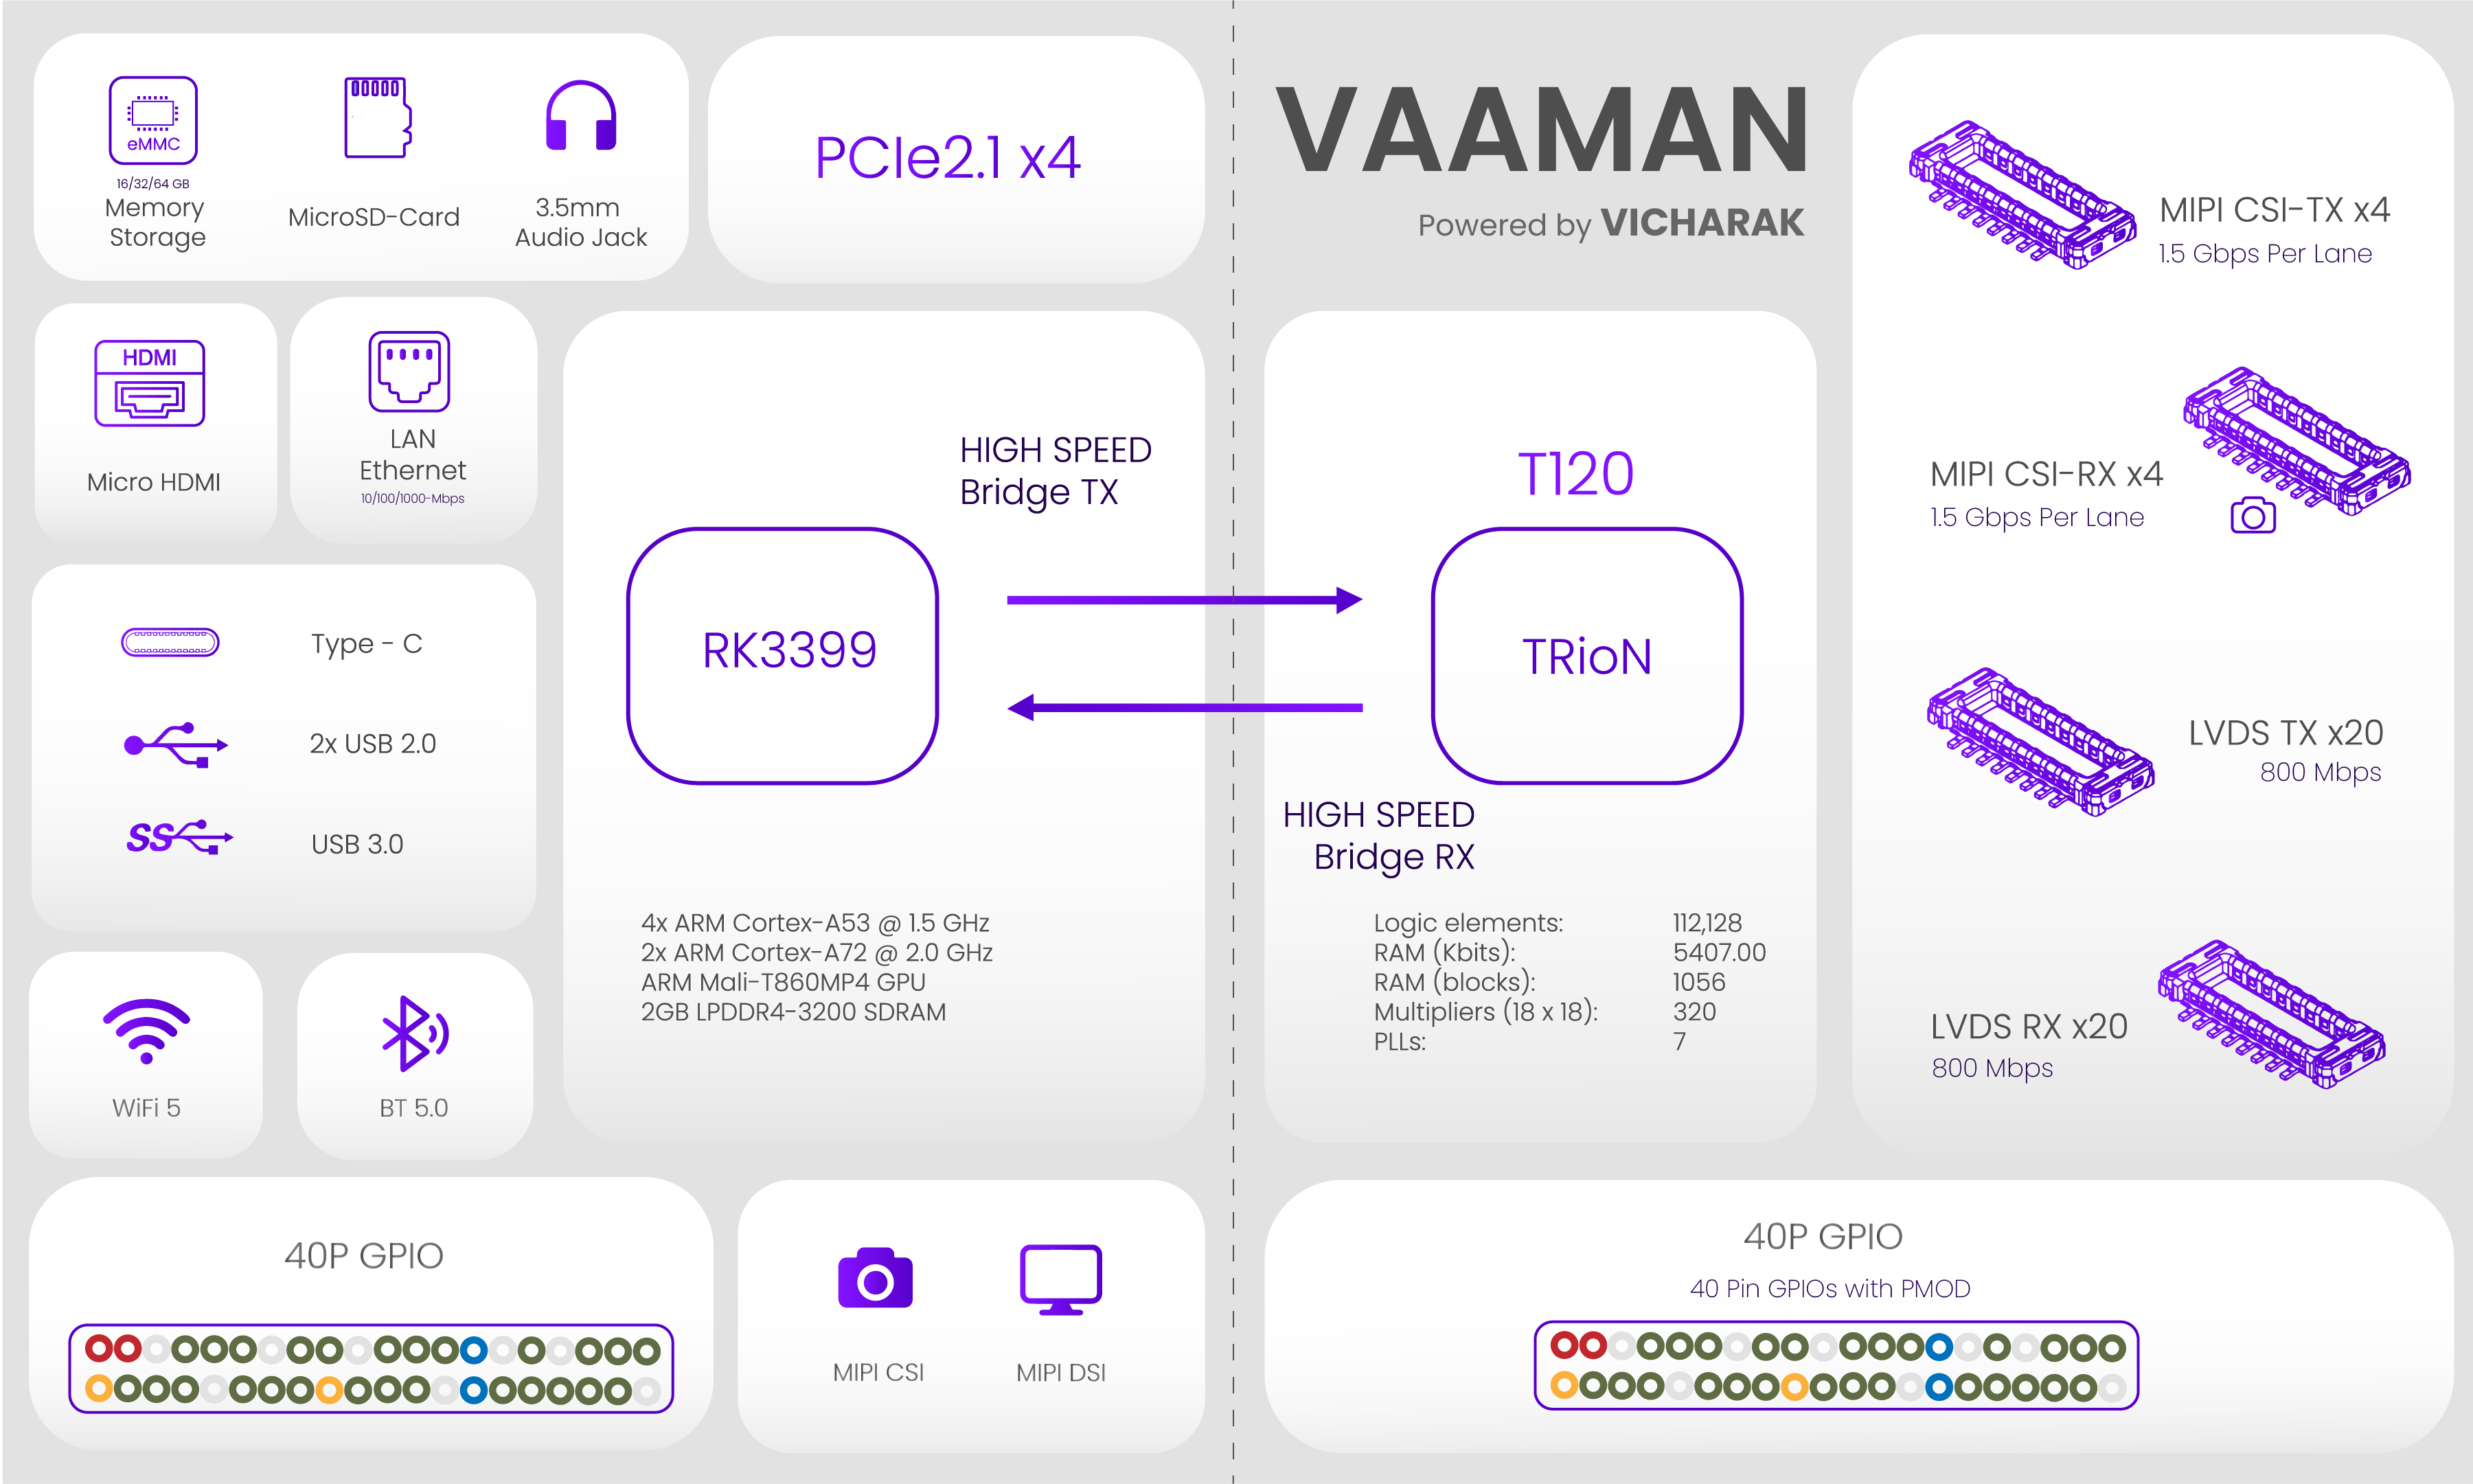 eMMC
16/32/64 GB
Memory
Storage
MicroSD-Card
3.5mm
Audio Jack
PCIe2.1 x4
VAAMAN
Powered by VICHARAK
MIPI CSI-TX x4
1.5 Gbps Per Lane
HDMI
Micro HDMI
LAN
Ethernet
10/100/1000-Mbps
HIGH SPEED
Bridge TX
T120
MIPI CSI-RX x4
1.5 Gbps Per Lane
Type - C
2x USB 2.0
SS
USB 3.0
RK3399
TRioN
HIGH SPEED
Bridge RX
LVDS TX x20
800 Mbps
4x ARM Cortex-A53 @ 1.5 GHz
2x ARM Cortex-A72 @ 2.0 GHz
ARM Mali-T860MP4 GPU
2GB LPDDR4-3200 SDRAM
Logic elements: 112,128
RAM (Kbits): 5407.00
RAM (blocks): 1056
Multipliers (18 x 18): 320
PLLs: 7
LVDS RX x20
800 Mbps
WiFi 5
BT 5.0
40P GPIO
MIPI CSI
MIPI DSI
40P GPIO
40 Pin GPIOs with PMOD